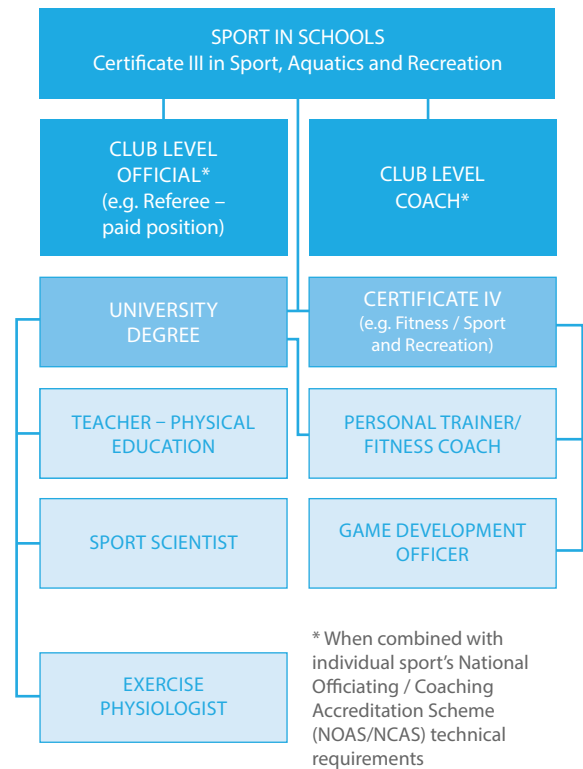 SPORT IN SCHOOLS
Certificate III in Sport, Aquatics and Recreation
CLUB LEVEL
OFFICIAL*
(e.g. Referee –
paid position)
CLUB LEVEL
COACH*
UNIVERSITY
DEGREE
CERTIFICATE IV
(e.g. Fitness / Sport
and Recreation)
TEACHER – PHYSICAL
EDUCATION
PERSONAL TRAINER/
FITNESS COACH
SPORT SCIENTIST
GAME DEVELOPMENT
OFFICER
EXERCISE
PHYSIOLOGIST
* When combined with
individual sport’s National
Officiating / Coaching
Accreditation Scheme
(NOAS/NCAS) technical
requirements